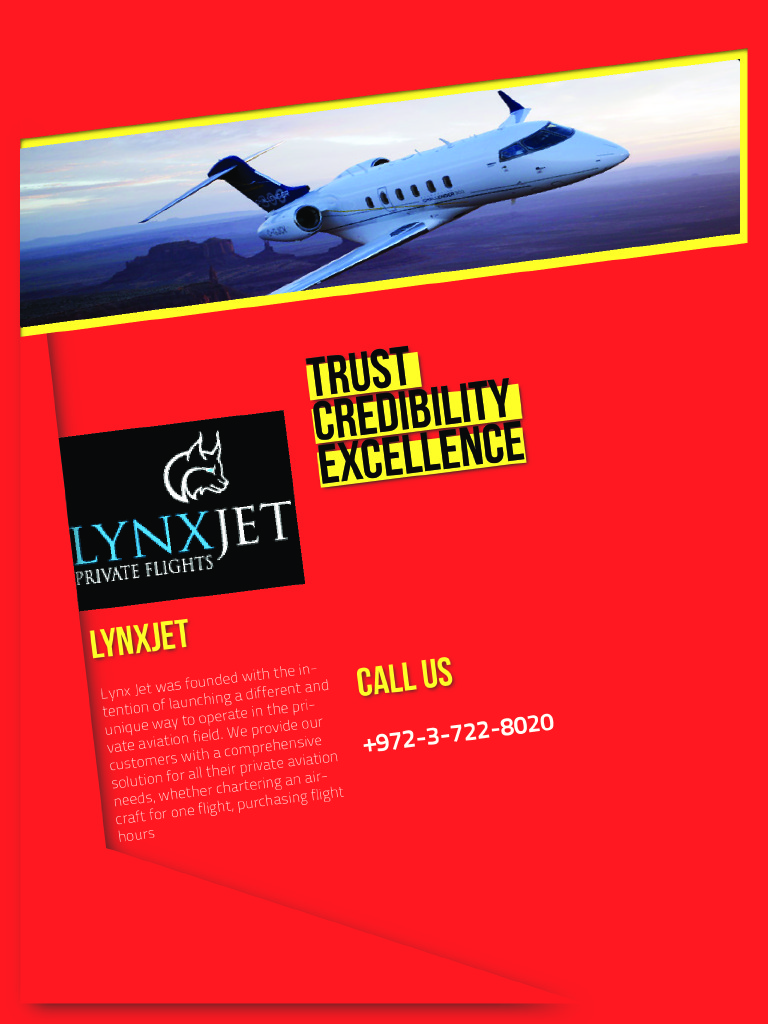 TRUST
CREDIBILITY
EXCELLENCE
LYNXJET
PRIVATE FLIGHTS
LYNXJET
Lynx Jet was founded with the in-
tention of launching a different and
unique way to operate in the pri-
vate aviation field. We provide our
customers with a comprehensive
solution for all their private aviation
needs, whether chartering an air-
craft for one flight, purchasing flight
hours
CALL US
+972-3-722-8020